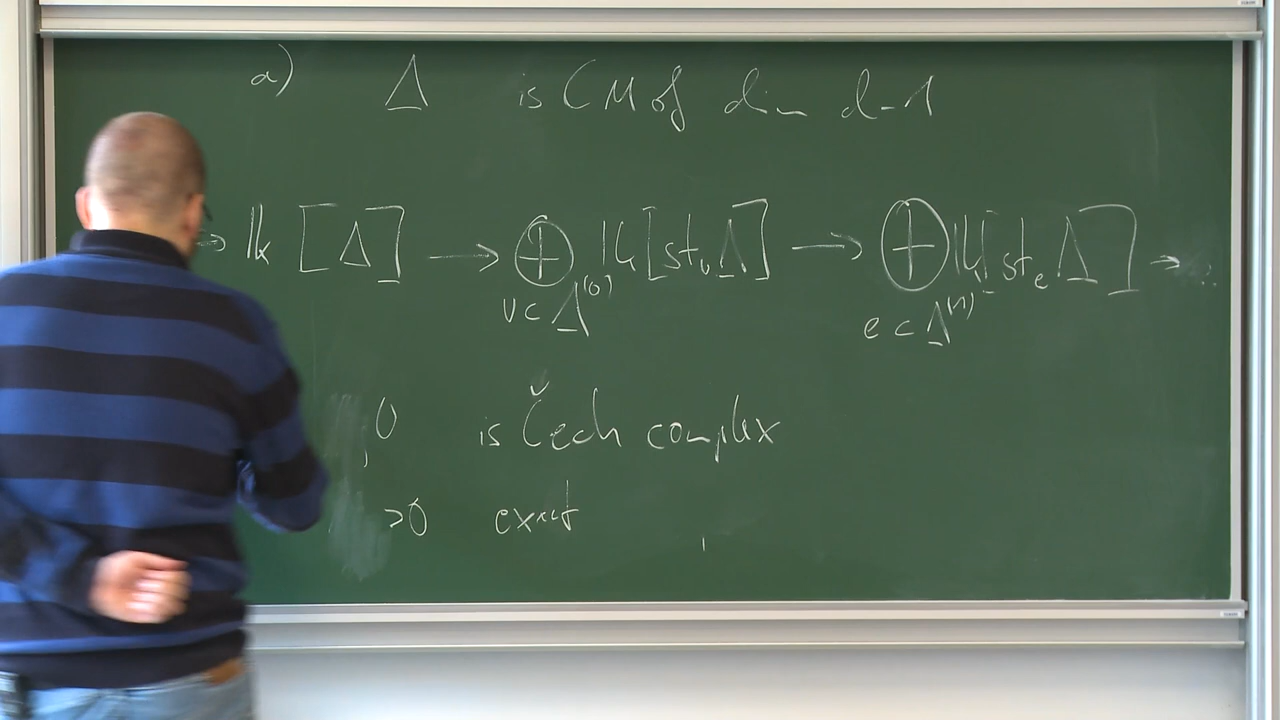 a) Δ is CM of dim d-1
→ 𝕜[Δ] → ⊕ 𝕜[st_v Δ] → ⊕ 𝕜[st_e Δ] → ..
v ⊂ Δ^(0) e ⊂ Δ^(1)
0 is Čech complex
>0 exact